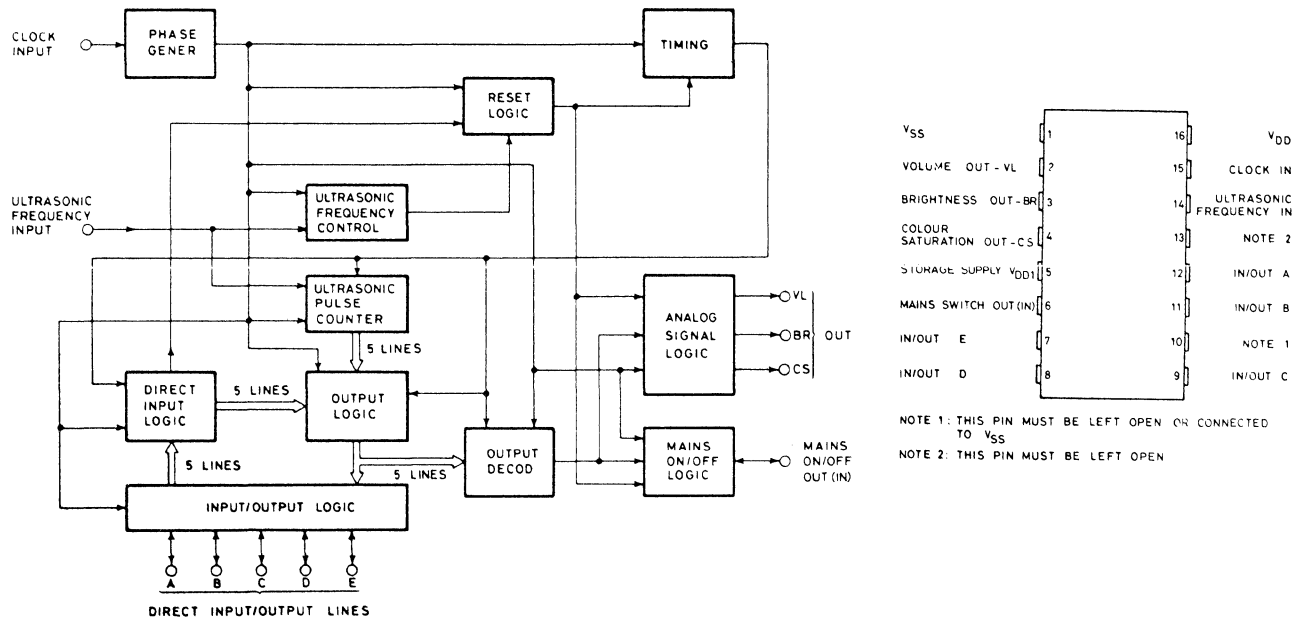 CLOCK
INPUT
PHASE
GENER
TIMING
RESET
LOGIC
ULTRASONIC
FREQUENCY
INPUT
ULTRASONIC
FREQUENCY
CONTROL
ULTRASONIC
PULSE
COUNTER
5 LINES
DIRECT
INPUT
LOGIC
5 LINES
OUTPUT
LOGIC
ANALOG
SIGNAL
LOGIC
VL
BR
CS
OUT
5 LINES
5 LINES
OUTPUT
DECOD
MAINS
ON/OFF
LOGIC
MAINS
ON/OFF
OUT (IN)
INPUT/OUTPUT LOGIC
A B C D E
DIRECT INPUT/OUTPUT LINES
VSS 1 16 VDD
VOLUME OUT-VL 2 15 CLOCK IN
BRIGHTNESS OUT-BR 3 14 ULTRASONIC
FREQUENCY IN
COLOUR
SATURATION OUT-CS 4 13 NOTE 2
STORAGE SUPPLY VDD1 5 12 IN/OUT A
MAINS SWITCH OUT(IN) 6 11 IN/OUT B
IN/OUT E 7 10 NOTE 1
IN/OUT D 8 9 IN/OUT C
NOTE 1: THIS PIN MUST BE LEFT OPEN OR CONNECTED
TO VSS
NOTE 2: THIS PIN MUST BE LEFT OPEN